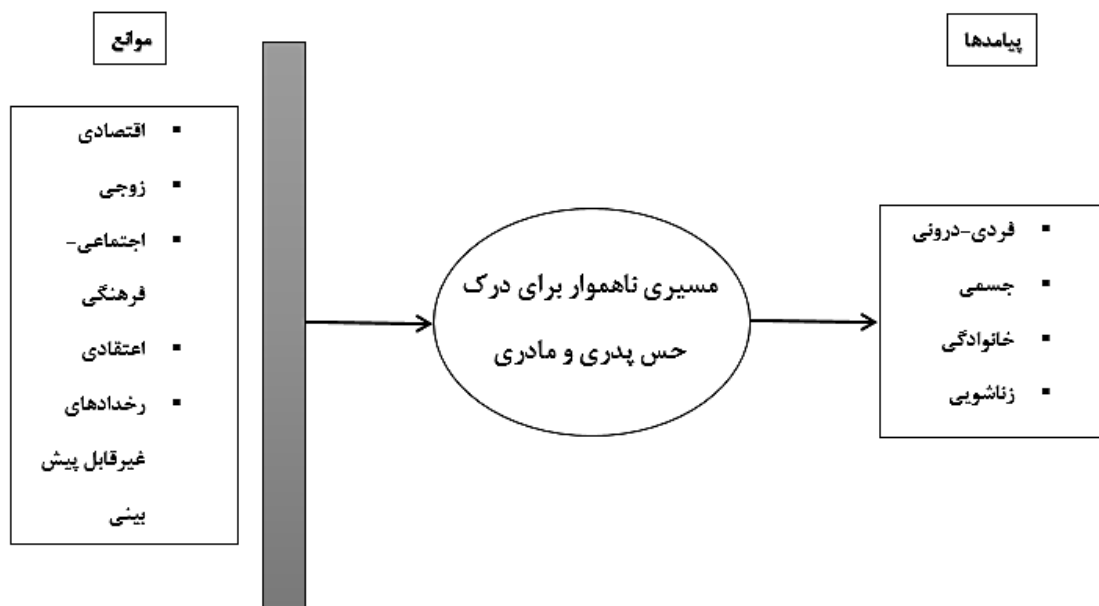 موانع
▪ اقتصادی
▪ زوجی
▪ اجتماعی-
فرهنگی
▪ اعتقادی
▪ رخدادهای
غیرقابل پیش
بینی
مسیری ناهموار برای درک
حس پدری و مادری
پیامدها
▪ فردی-درونی
▪ جسمی
▪ خانوادگی
▪ زناشویی